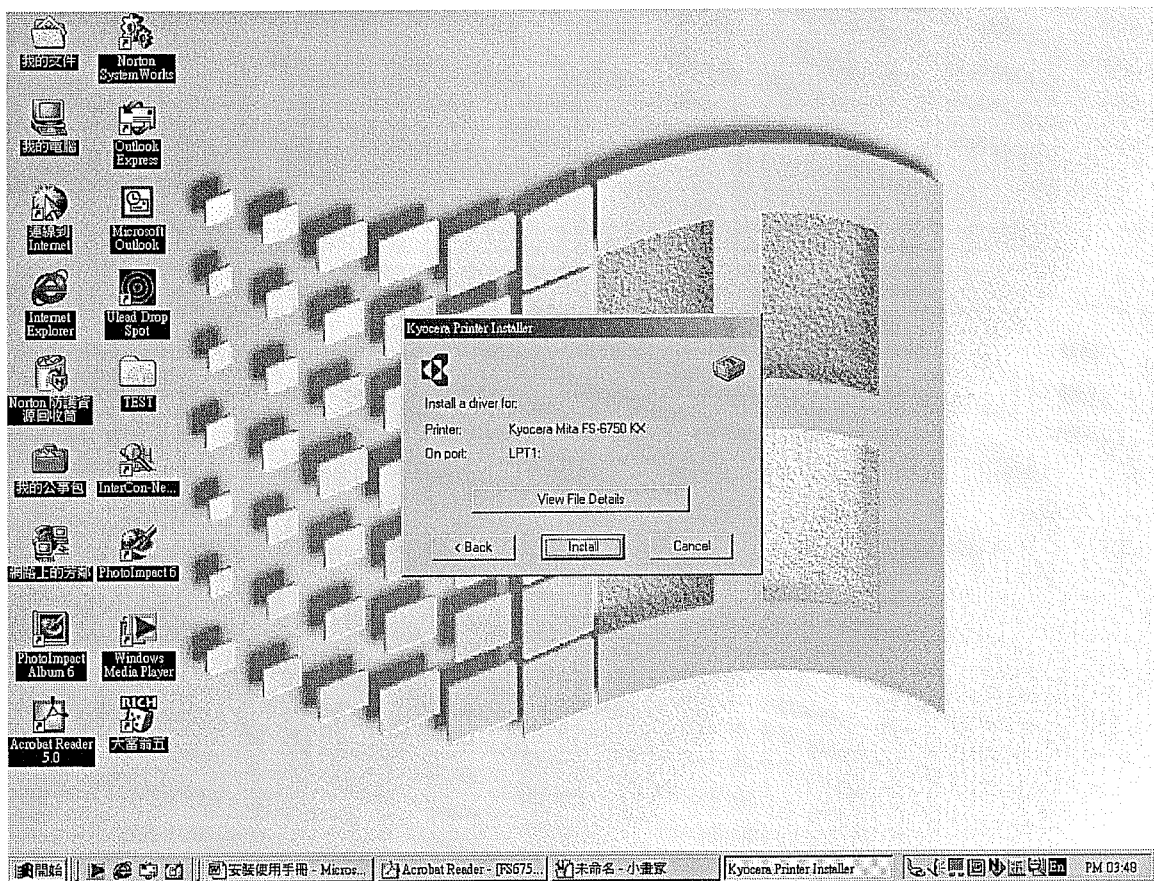 我的文件
Norton
SystemWorks
我的電腦
Outlook
Express
連線到
Internet
Microsoft
Outlook
Internet
Explorer
Ulead Drop
Spot
Norton 防護資
源回收筒
TEST
我的公事包
InterCon-Ne...
網路上的芳鄰
PhotoImpact 6
PhotoImpact
Album 6
Windows
Media Player
Acrobat Reader
5.0
RICH
大富翁五
Kyocera Printer Installer
Install a driver for:
Printer: Kyocera Mita FS-6750 KX
On port: LPT1:
View File Details
< Back
Install
Cancel
開始
安裝使用手冊 - Micros...
Acrobat Reader - [FS675...
未命名 - 小畫家
Kyocera Printer Installer
En
PM 03:48